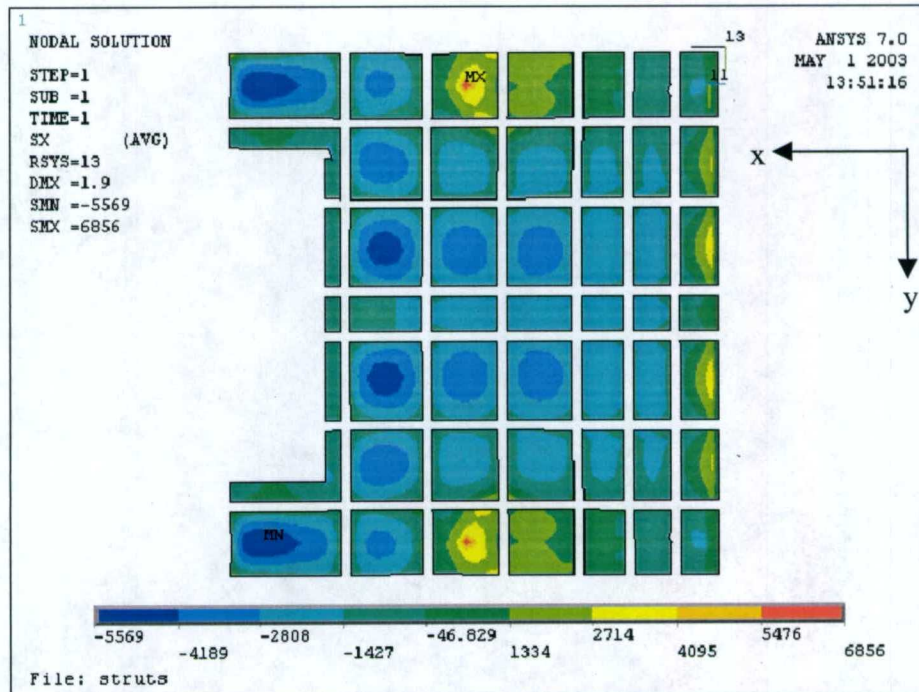 1
NODAL SOLUTION
STEP=1
SUB =1
TIME=1
SX (AVG)
RSYS=13
DMX =1.9
SMN =-5569
SMX =6856
ANSYS 7.0
MAY 1 2003
13:51:16
13
11
MX
x
y
MN
-5569 -2808 -46.829 2714 5476
-4189 -1427 1334 4095 6856
File: struts